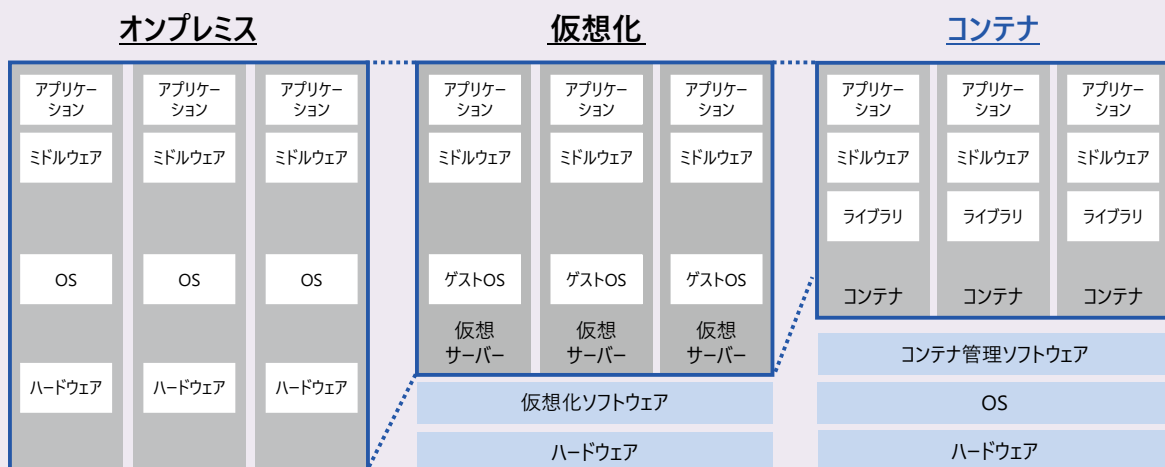 オンプレミス
仮想化
コンテナ
アプリケー
ション
アプリケー
ション
アプリケー
ション
ミドルウェア
ミドルウェア
ミドルウェア
OS
OS
OS
ハードウェア
ハードウェア
ハードウェア
アプリケー
ション
アプリケー
ション
アプリケー
ション
ミドルウェア
ミドルウェア
ミドルウェア
ゲストOS
ゲストOS
ゲストOS
仮想
サーバー
仮想
サーバー
仮想
サーバー
仮想化ソフトウェア
ハードウェア
アプリケー
ション
アプリケー
ション
アプリケー
ション
ミドルウェア
ミドルウェア
ミドルウェア
ライブラリ
ライブラリ
ライブラリ
コンテナ
コンテナ
コンテナ
コンテナ管理ソフトウェア
OS
ハードウェア